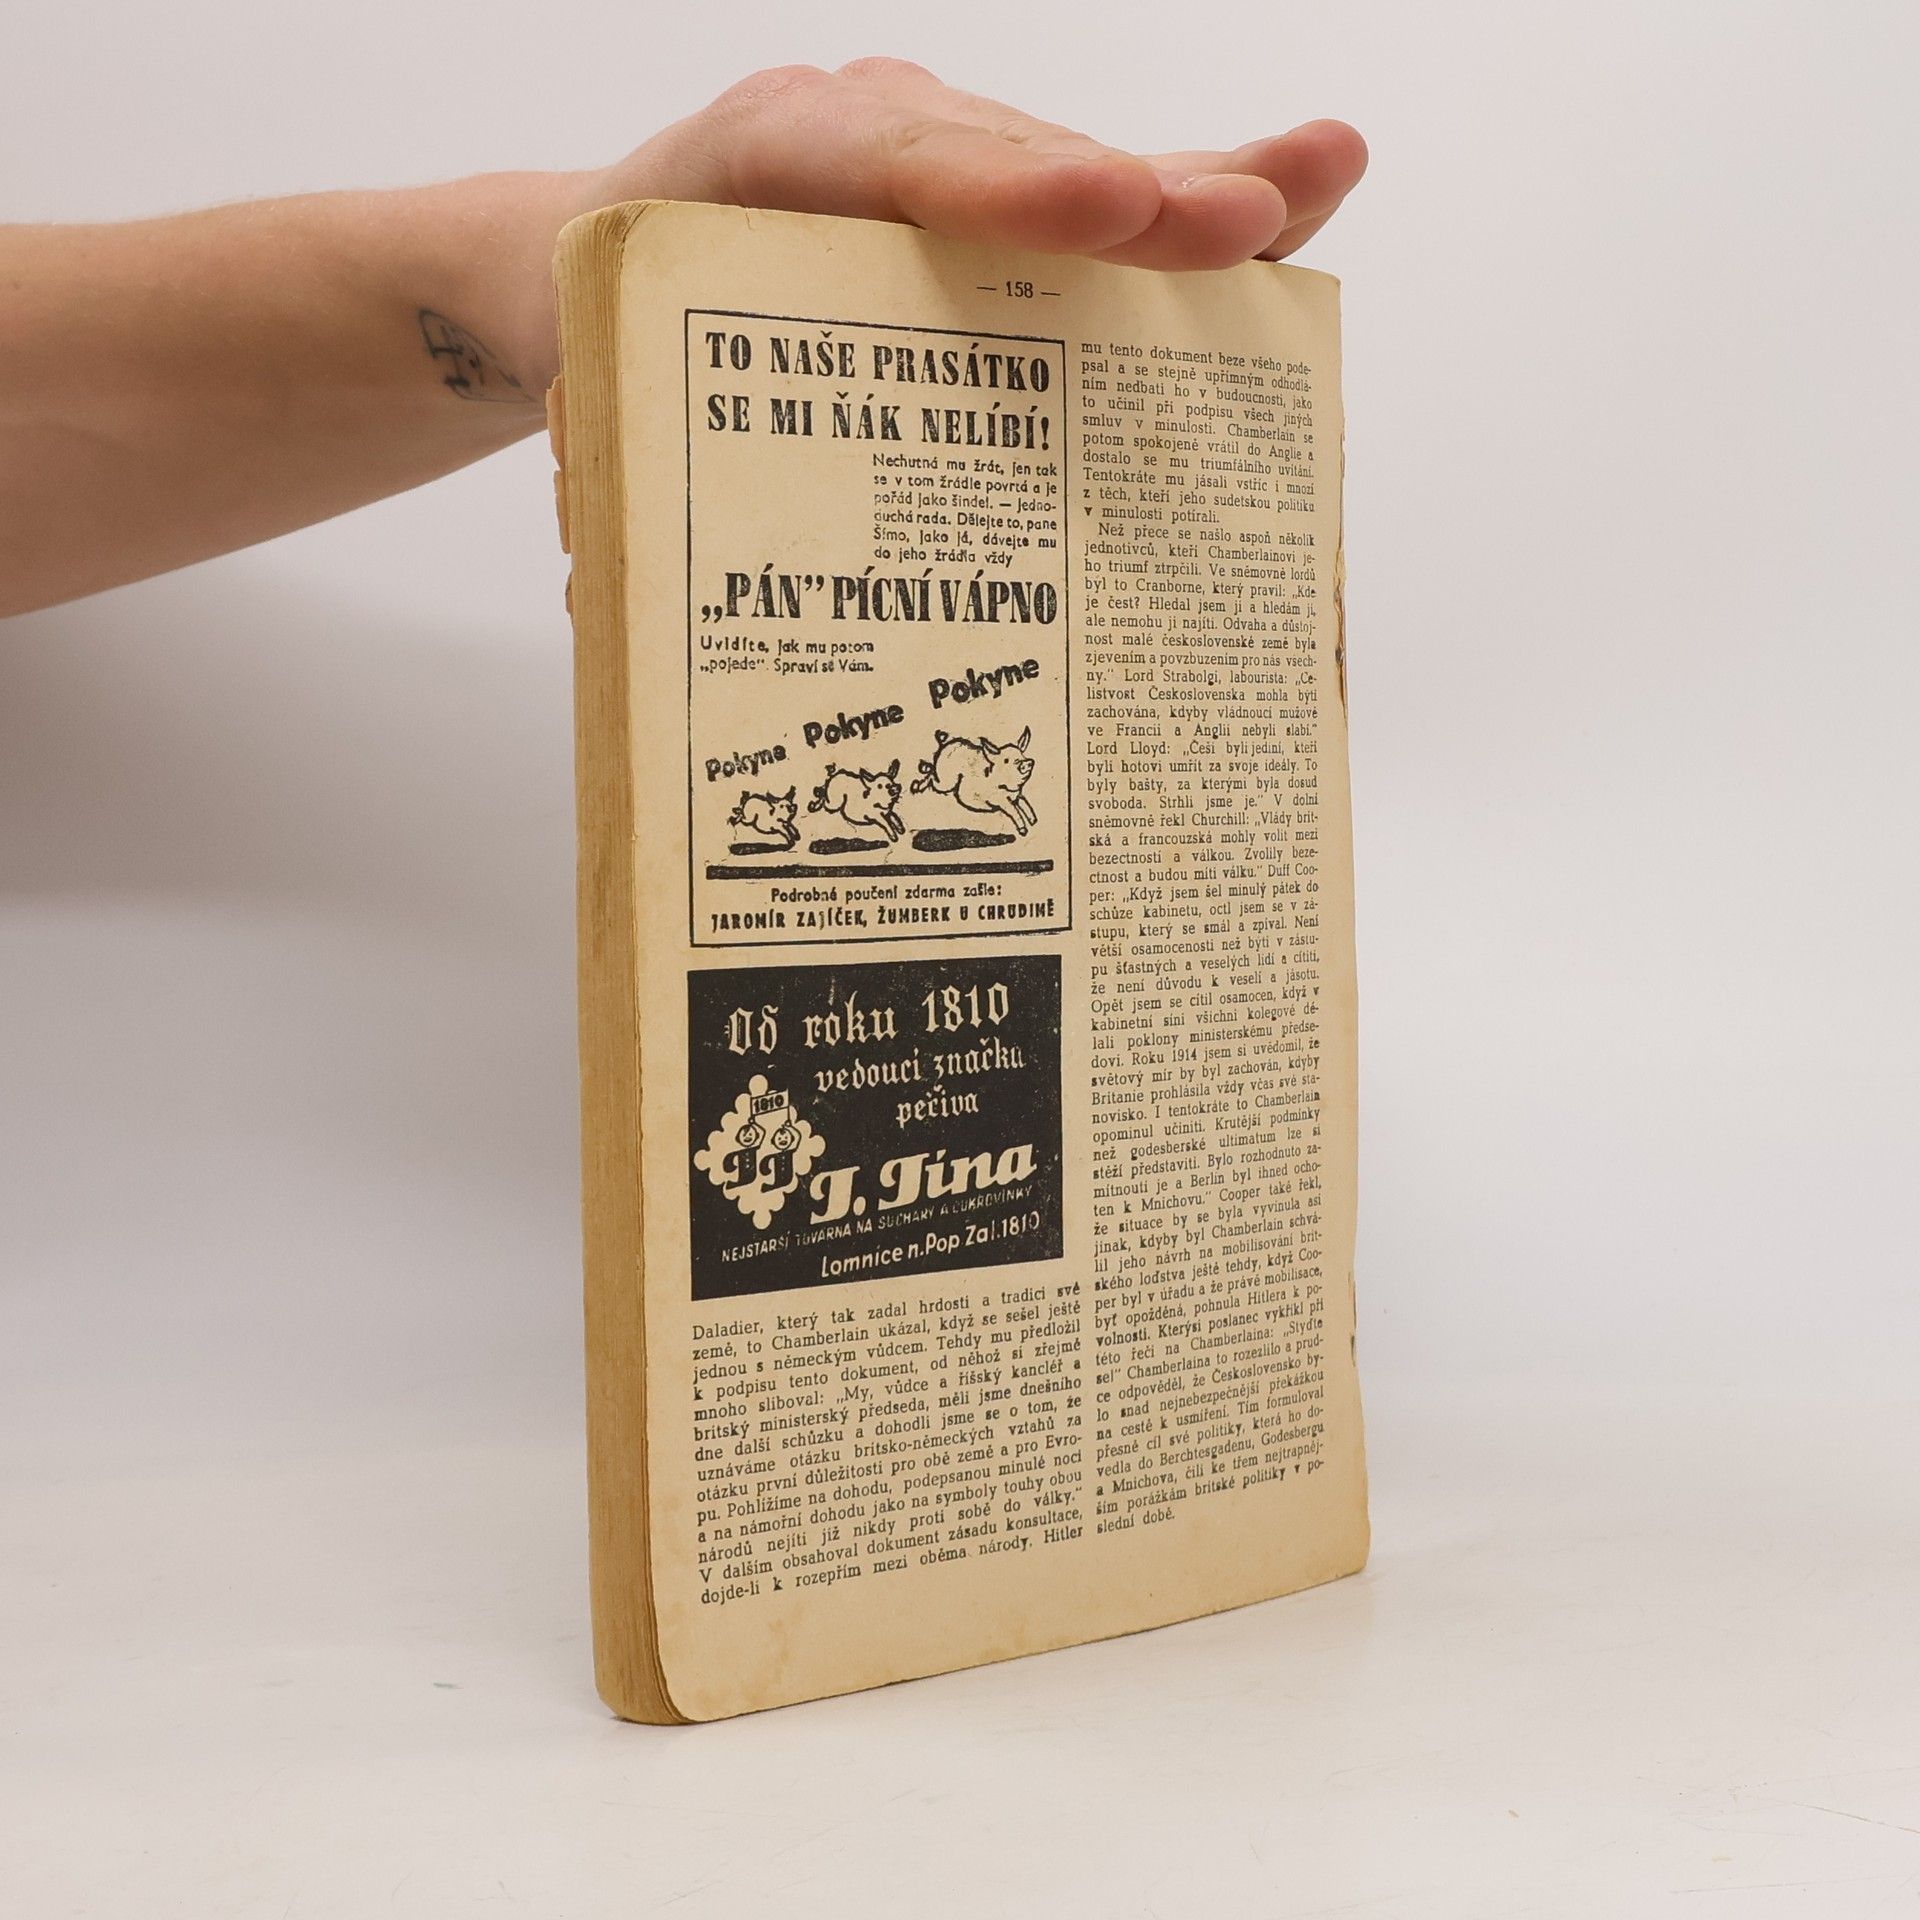 — 158 —
TO NAŠE PRASÁTKO
SE MI ŇÁK NELÍBÍ!
Nechutná mu žrát, jen tak
se v tom žrádle povrtá a je
pořád jako šindel. — Jedno-
duchá rada. Dělejte to, pane
Šimo, jako já, dávejte mu
do jeho žrádla vždy
„PÁN” PÍCNÍ VÁPNO
Uvidíte, jak mu potom
„pojede“. Spraví se Vám.
Pokyne Pokyne Pokyne
Podrobné poučení zdarma zašle:
JAROMÍR ZAJÍČEK, ŽUMBERK U CHRUDIMĚ
Od roku 1810
vedoucí značka
pečiva
1810
J. Jína
NEJSTARŠÍ TOVÁRNA NA SUCHARY A CUKROVINKY
Lomnice n. Pop Zal. 1810
Daladier, který tak zadal hrdosti a tradici své
země, to Chamberlain ukázal, když se sešel ještě
jednou s německým vůdcem. Tehdy mu předložil
k podpisu tento dokument, od něhož si zřejmě
mnoho sliboval: „My, vůdce a říšský kancléř a
britský ministerský předseda, měli jsme dnešního
dne další schůzku a dohodli jsme se o tom, že
uznáváme otázku britsko-německých vztahů za
otázku první důležitosti pro obě země a pro Evro-
pu. Pohlížíme na dohodu, podepsanou minulé noci
a na námořní dohodu jako na symboly touhy obou
národů nejíti již nikdy proti sobě do války.“
V dalším obsahoval dokument zásadu konsultace,
dojde-li k rozepřím mezi oběma národy. Hitler
mu tento dokument beze všeho pode-
psal a se stejně upřímným odhodlá-
ním nedbati ho v budoucnosti, jako
to učinil při podpisu všech jiných
smluv v minulosti. Chamberlain se
potom spokojeně vrátil do Anglie a
dostalo se mu triumfálního uvítání.
Tentokráte mu jásali vstříc i mnozí
z těch, kteří jeho sudetskou politiku
v minulosti potírali.
Než přece se našlo aspoň několik
jednotlivců, kteří Chamberlainovi je-
ho triumf ztrpčili. Ve sněmovně lordů
byl to Cranborne, který pravil: „Kde
je čest? Hledal jsem ji a hledám ji,
ale nemohu ji najíti. Odvaha a důstoj-
nost malé československé země byla
zjevením a povzbuzením pro nás všech-
ny.“ Lord Strabolgi, labourista: „Ce-
listvost Československa mohla býti
zachována, kdyby vládnoucí mužové
ve Francii a Anglii nebyli slabí.“
Lord Lloyd: „Češi byli jediní, kteří
byli hotovi umřít za svoje ideály. To
byly bašty, za kterými byla dosud
svoboda. Strhli jsme je.“ V dolní
sněmovně řekl Churchill: „Vlády brit-
ská a francouzská mohly volit mezi
bezectností a válkou. Zvolily beze-
ctnost a budou míti válku.“ Duff Coo-
per: „Když jsem šel minulý pátek do
schůze kabinetu, octl jsem se v zá-
stupu, který se smál a zpíval. Není
větší osamocenosti než býti v zástu-
pu šťastných a veselých lidí a cítiti,
že není důvodu k veselí a jásotu.
Opět jsem se cítil osamocen, když v
kabinetní síni všichni kolegové dě-
lali poklony ministerskému předse-
dovi. Roku 1914 jsem si uvědomil, že
světový mír by byl zachován, kdyby
Britanie prohlásila vždy včas své sta-
novisko. I tentokráte to Chamberlain
opominul učiniti. Krutější podmínky
než godesberské ultimatum lze si
stěží představiti. Bylo rozhodnuto za-
mítnouti je a Berlín byl ihned ocho-
ten k Mnichovu.“ Cooper také řekl,
že situace by se byla vyvinula asi
jinak, kdyby byl Chamberlain schvá-
lil jeho návrh na mobilisování brit-
ského loďstva ještě tehdy, když Coo-
per byl v úřadu a že právě mobilisace,
byť opožděná, pohnula Hitlera k po-
volnosti. Kterýsi poslanec vykřikl při
této řeči na Chamberlaina: „Styďte
se!“ Chamberlaina to rozezlilo a prud-
ce odpověděl, že Československo by-
lo snad nejnebezpečnější překážkou
na cestě k usmíření. Tím formuloval
přesně cíl své politiky, která ho do-
vedla do Berchtesgadenu, Godesbergu
a Mnichova, čili ke třem nejtrapněj-
ším porážkám britské politiky v po-
slední době.